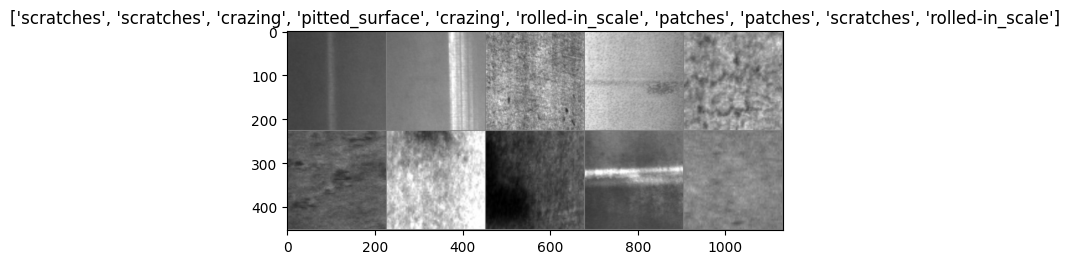 ['scratches', 'scratches', 'crazing', 'pitted_surface', 'crazing', 'rolled-in_scale', 'patches', 'patches', 'scratches', 'rolled-in_scale']
0
100
200
300
400
0 200 400 600 800 1000